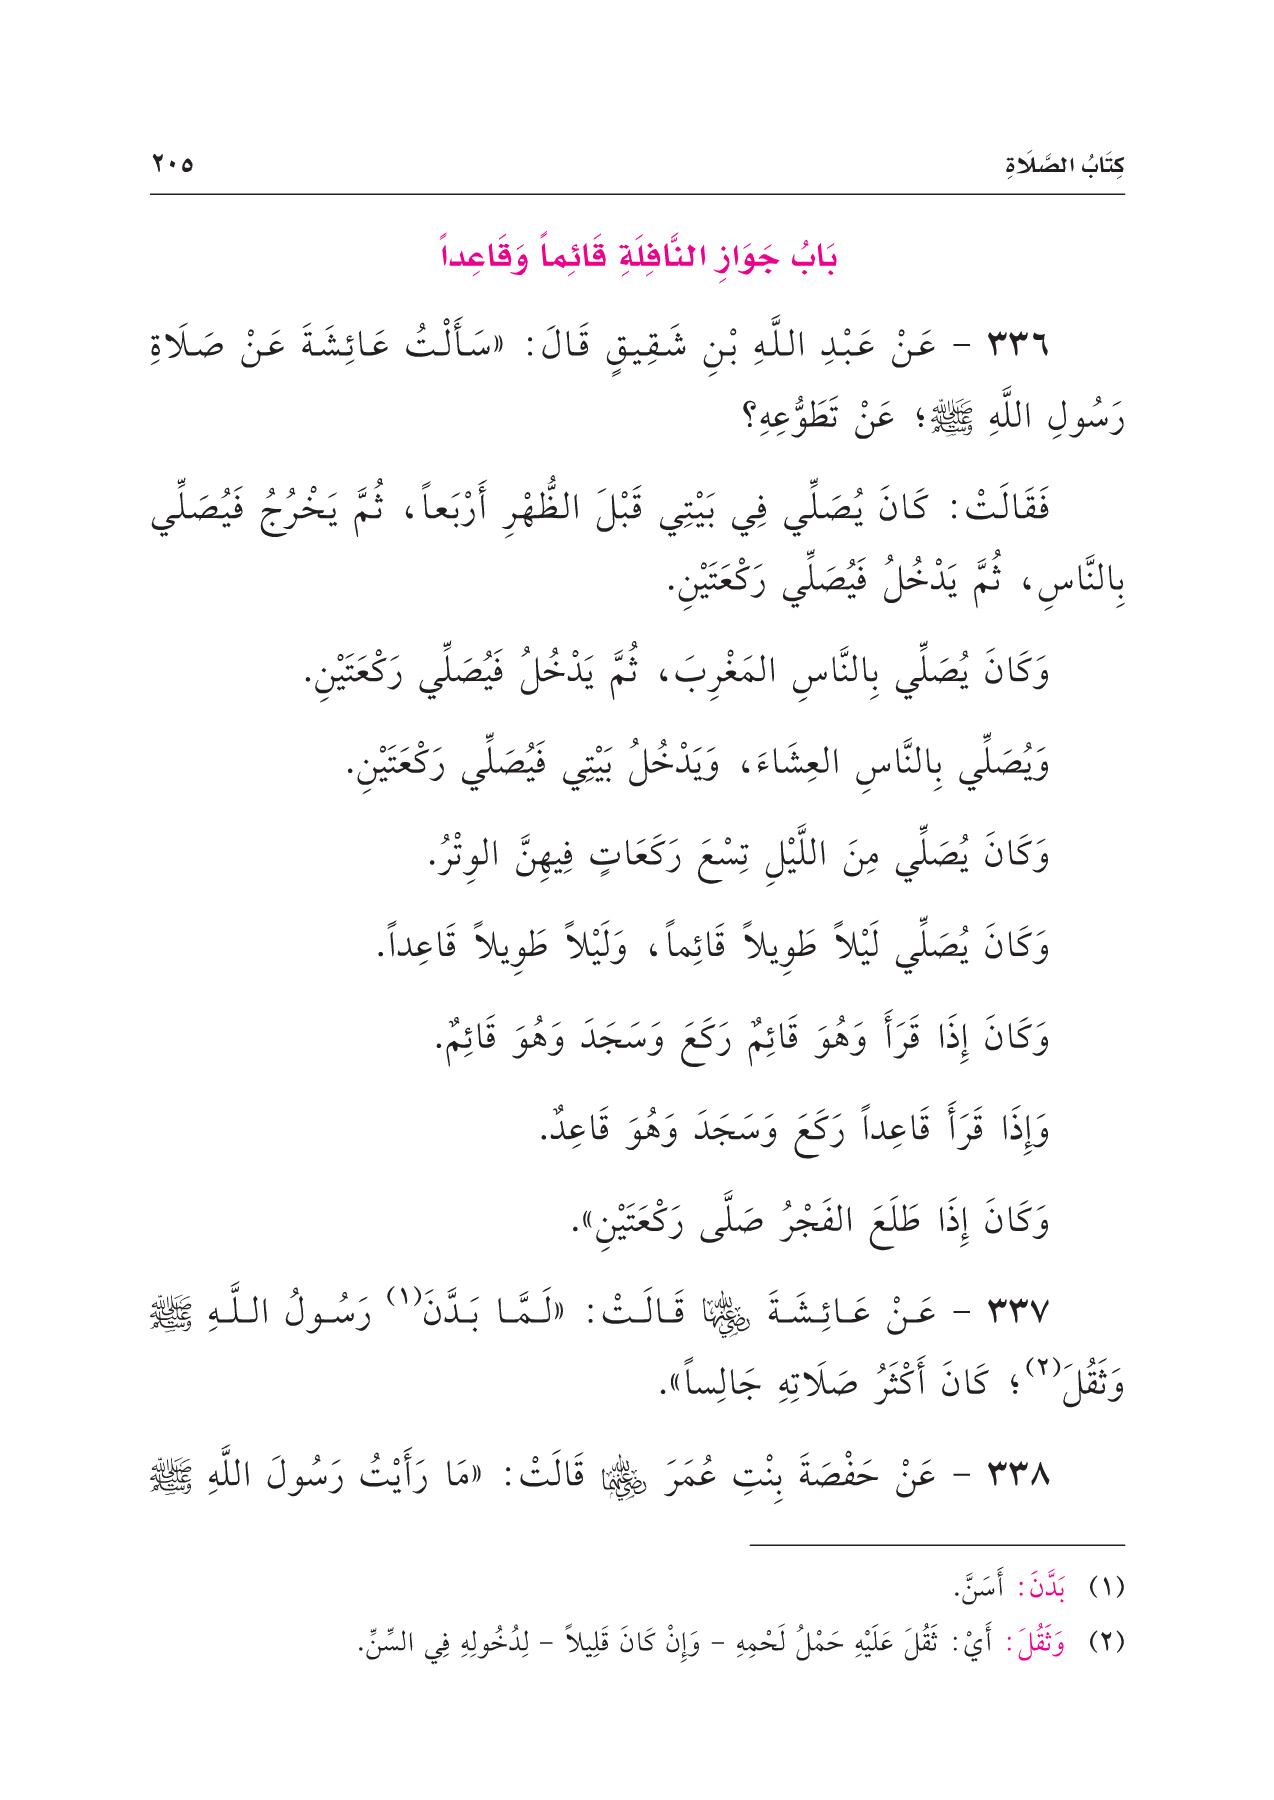 كِتَابُ الصَّلَاةِ ٢٠٥
بَابُ جَوَازِ النَّافِلَةِ قَائِماً وَقَاعِداً
٣٣٦ - عَنْ عَبْدِ اللَّهِ بْنِ شَقِيقٍ قَالَ: «سَأَلْتُ عَائِشَةَ عَنْ صَلَاةِ
رَسُولِ اللَّهِ ﷺ؛ عَنْ تَطَوُّعِهِ؟
فَقَالَتْ: كَانَ يُصَلِّي فِي بَيْتِي قَبْلَ الظُّهْرِ أَرْبَعاً، ثُمَّ يَخْرُجُ فَيُصَلِّي
بِالنَّاسِ، ثُمَّ يَدْخُلُ فَيُصَلِّي رَكْعَتَيْنِ.
وَكَانَ يُصَلِّي بِالنَّاسِ المَغْرِبَ، ثُمَّ يَدْخُلُ فَيُصَلِّي رَكْعَتَيْنِ.
وَيُصَلِّي بِالنَّاسِ العِشَاءَ، وَيَدْخُلُ بَيْتِي فَيُصَلِّي رَكْعَتَيْنِ.
وَكَانَ يُصَلِّي مِنَ اللَّيْلِ تِسْعَ رَكَعَاتٍ فِيهِنَّ الوِتْرُ.
وَكَانَ يُصَلِّي لَيْلاً طَوِيلاً قَائِماً، وَلَيْلاً طَوِيلاً قَاعِداً.
وَكَانَ إِذَا قَرَأَ وَهُوَ قَائِمٌ رَكَعَ وَسَجَدَ وَهُوَ قَائِمٌ.
وَإِذَا قَرَأَ قَاعِداً رَكَعَ وَسَجَدَ وَهُوَ قَاعِدٌ.
وَكَانَ إِذَا طَلَعَ الفَجْرُ صَلَّى رَكْعَتَيْنِ».
٣٣٧ - عَنْ عَائِشَةَ رضي الله عنها قَالَتْ: «لَمَّا بَدَّنَ(١) رَسُولُ اللَّهِ ﷺ
وَثَقُلَ(٢)؛ كَانَ أَكْثَرُ صَلَاتِهِ جَالِساً».
٣٣٨ - عَنْ حَفْصَةَ بِنْتِ عُمَرَ رضي الله عنهما قَالَتْ: «مَا رَأَيْتُ رَسُولَ اللَّهِ ﷺ
(١) بَدَّنَ: أَسَنَّ.
(٢) وَثَقُلَ: أَيْ: ثَقُلَ عَلَيْهِ حَمْلُ لَحْمِهِ - وَإِنْ كَانَ قَلِيلاً - لِدُخُولِهِ فِي السِّنِّ.